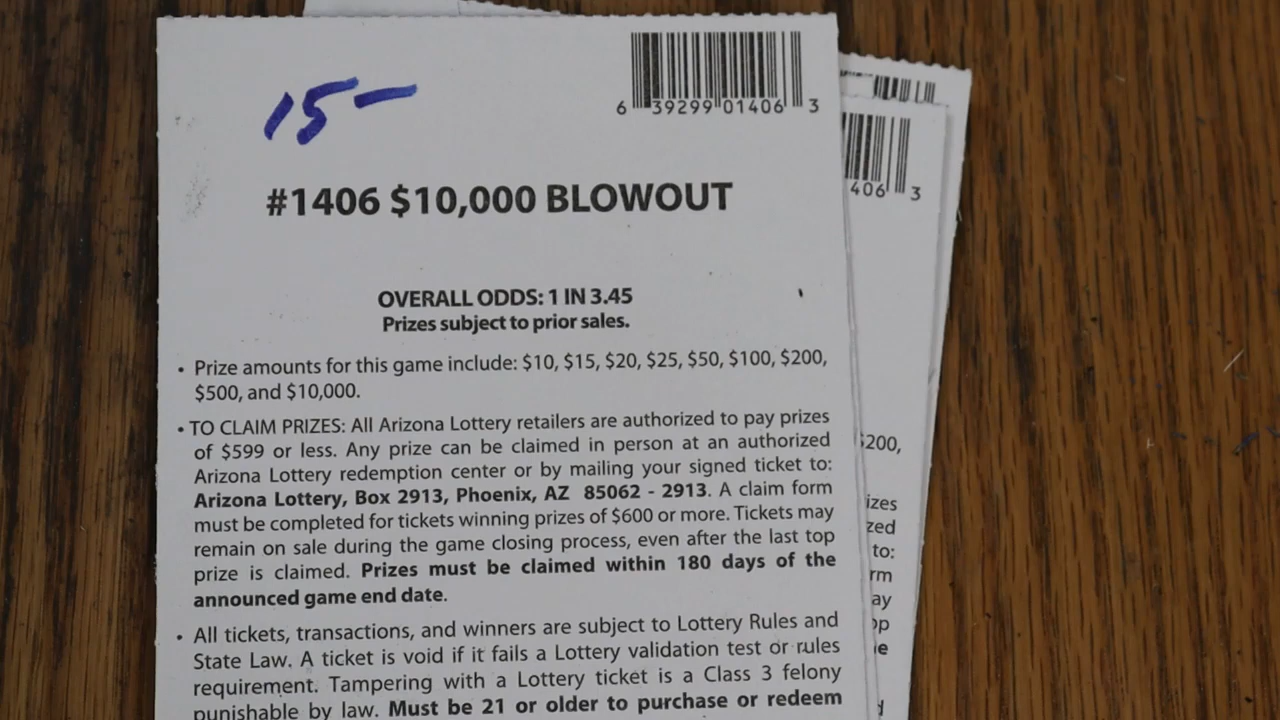 15-
6 39299 01406 3
#1406 $10,000 BLOWOUT
OVERALL ODDS: 1 IN 3.45
Prizes subject to prior sales.
• Prize amounts for this game include: $10, $15, $20, $25, $50, $100, $200,
$500, and $10,000.
• TO CLAIM PRIZES: All Arizona Lottery retailers are authorized to pay prizes
of $599 or less. Any prize can be claimed in person at an authorized
Arizona Lottery redemption center or by mailing your signed ticket to:
Arizona Lottery, Box 2913, Phoenix, AZ 85062 - 2913. A claim form
must be completed for tickets winning prizes of $600 or more. Tickets may
remain on sale during the game closing process, even after the last top
prize is claimed. Prizes must be claimed within 180 days of the
announced game end date.
• All tickets, transactions, and winners are subject to Lottery Rules and
State Law. A ticket is void if it fails a Lottery validation test or rules
requirement. Tampering with a Lottery ticket is a Class 3 felony
punishable by law. Must be 21 or older to purchase or redeem
406 3
$200,
izes
zed
to:
rm
ay
op
e